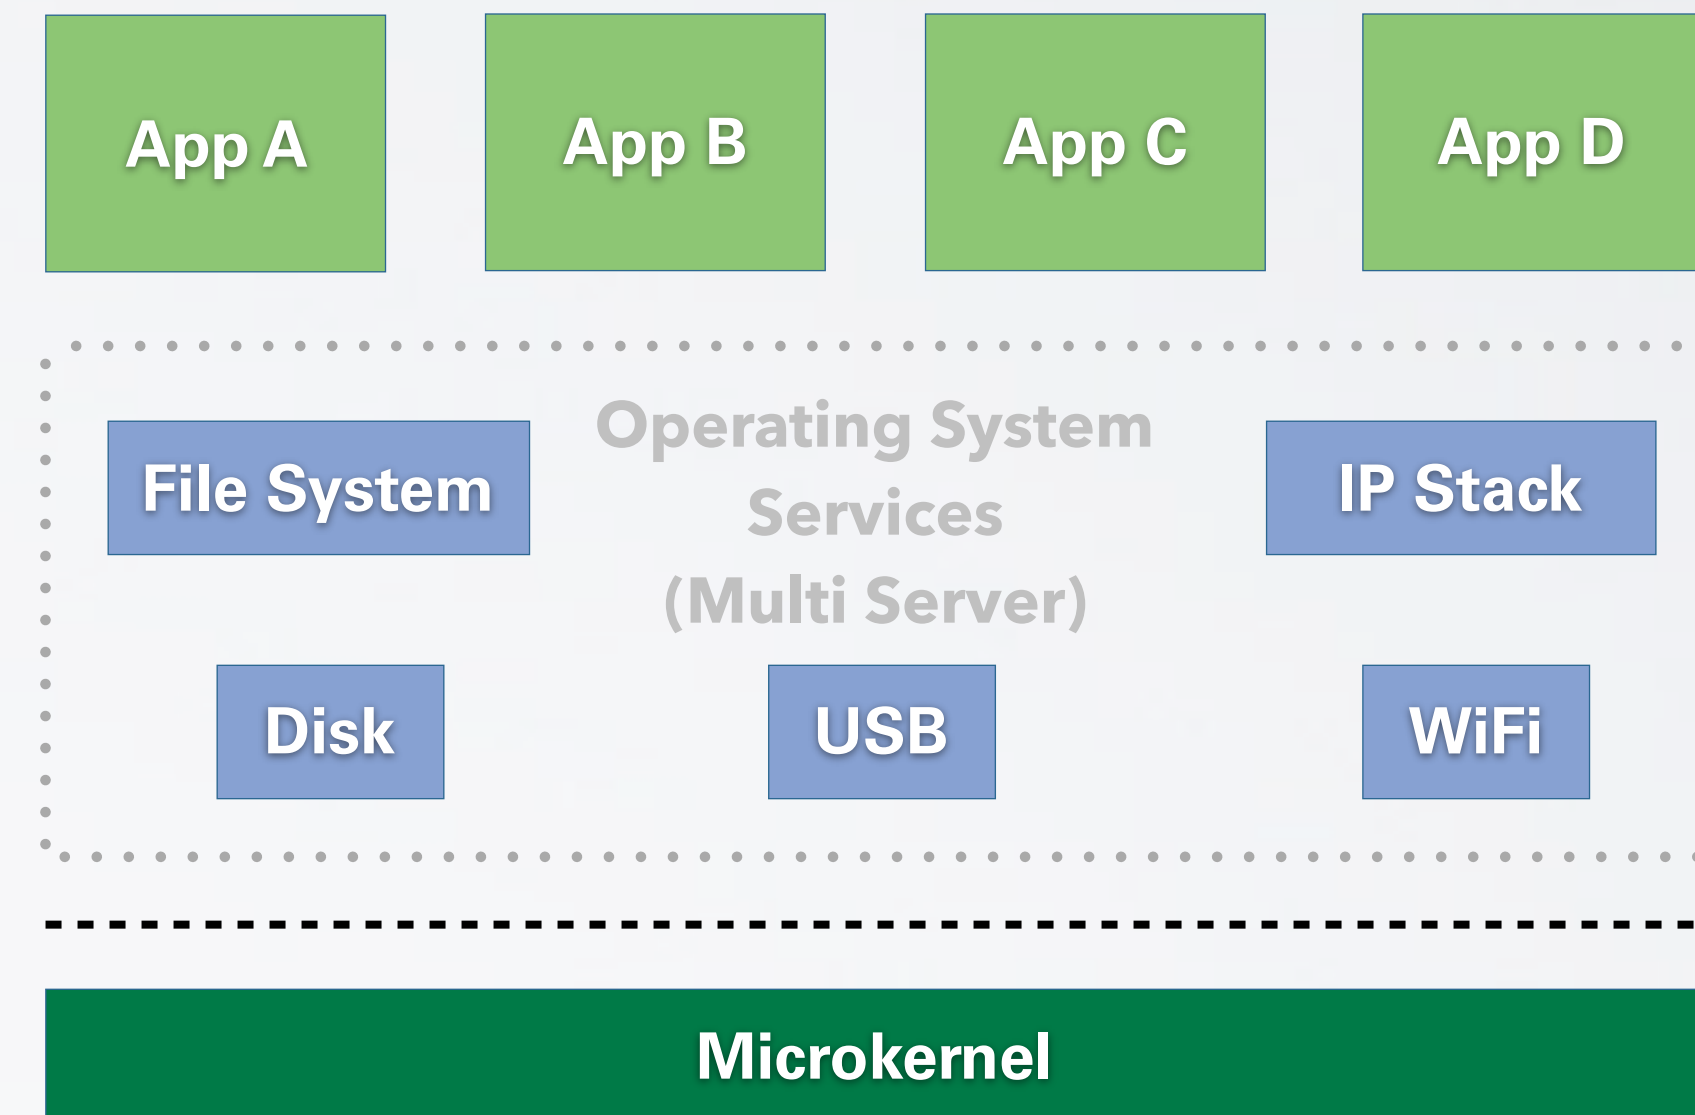 App A
App B
App C
App D
Operating System
File System
IP Stack
Services
(Multi Server)
Disk
USB
WiFi
Microkernel